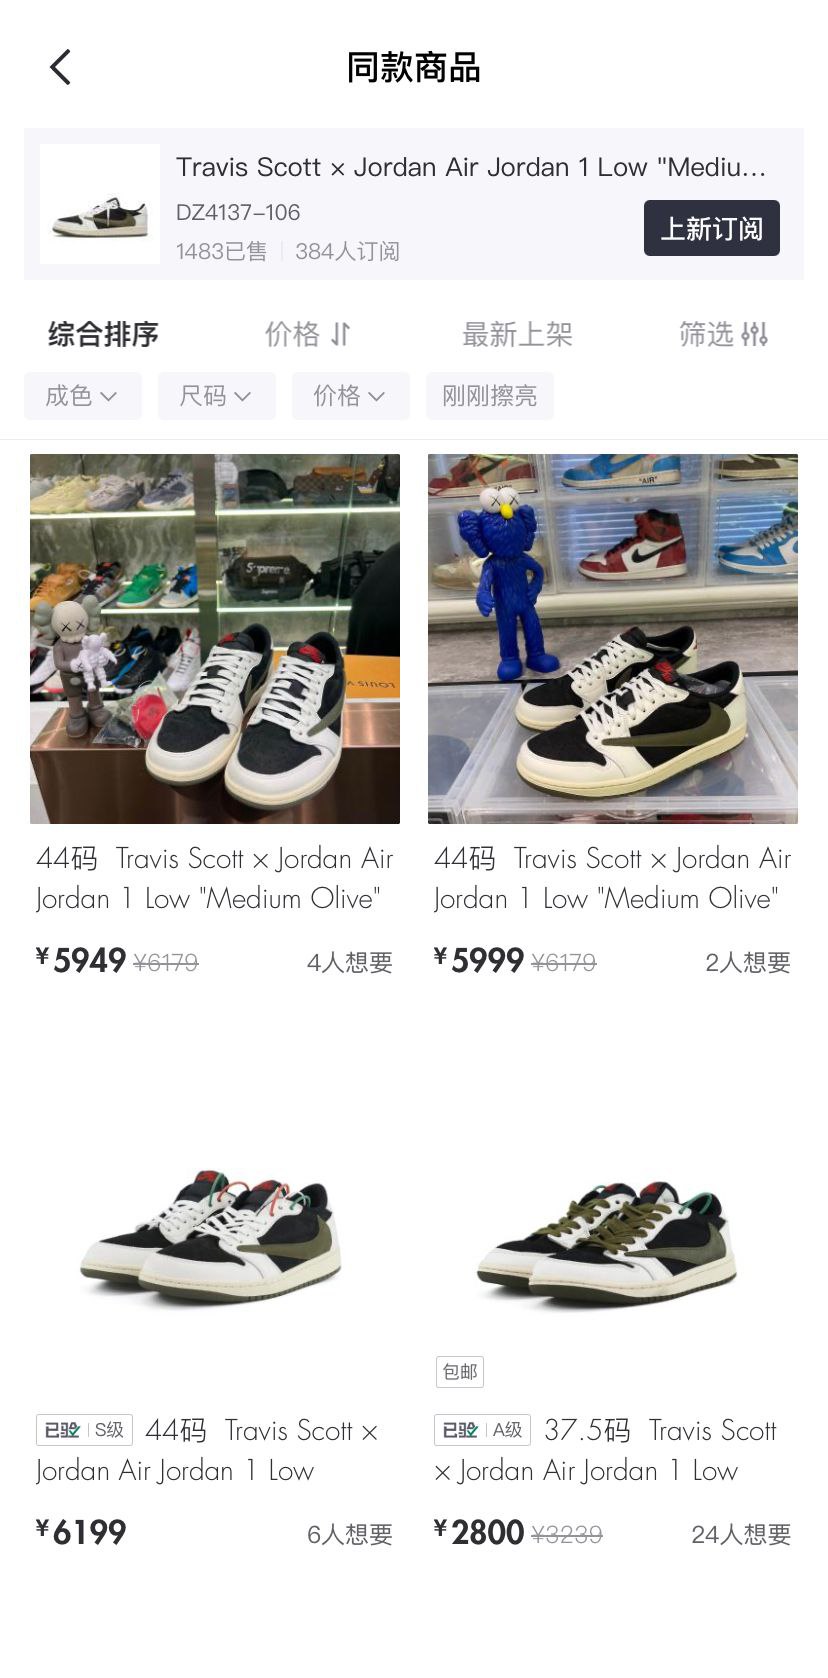 同款商品
Travis Scott × Jordan Air Jordan 1 Low "Mediu...
DZ4137-106
上新订阅
1483已售 384人订阅
综合排序 价格 最新上架 筛选
成色 尺码 价格 刚刚擦亮
Supreme
LOUIS V
"AIR"
44码 Travis Scott × Jordan Air
Jordan 1 Low "Medium Olive"
¥5949 ¥6179 4人想要
44码 Travis Scott × Jordan Air
Jordan 1 Low "Medium Olive"
¥5999 ¥6179 2人想要
已验 S级 44码 Travis Scott ×
Jordan Air Jordan 1 Low
¥6199 6人想要
包邮
已验 A级 37.5码 Travis Scott
× Jordan Air Jordan 1 Low
¥2800 ¥3239 24人想要